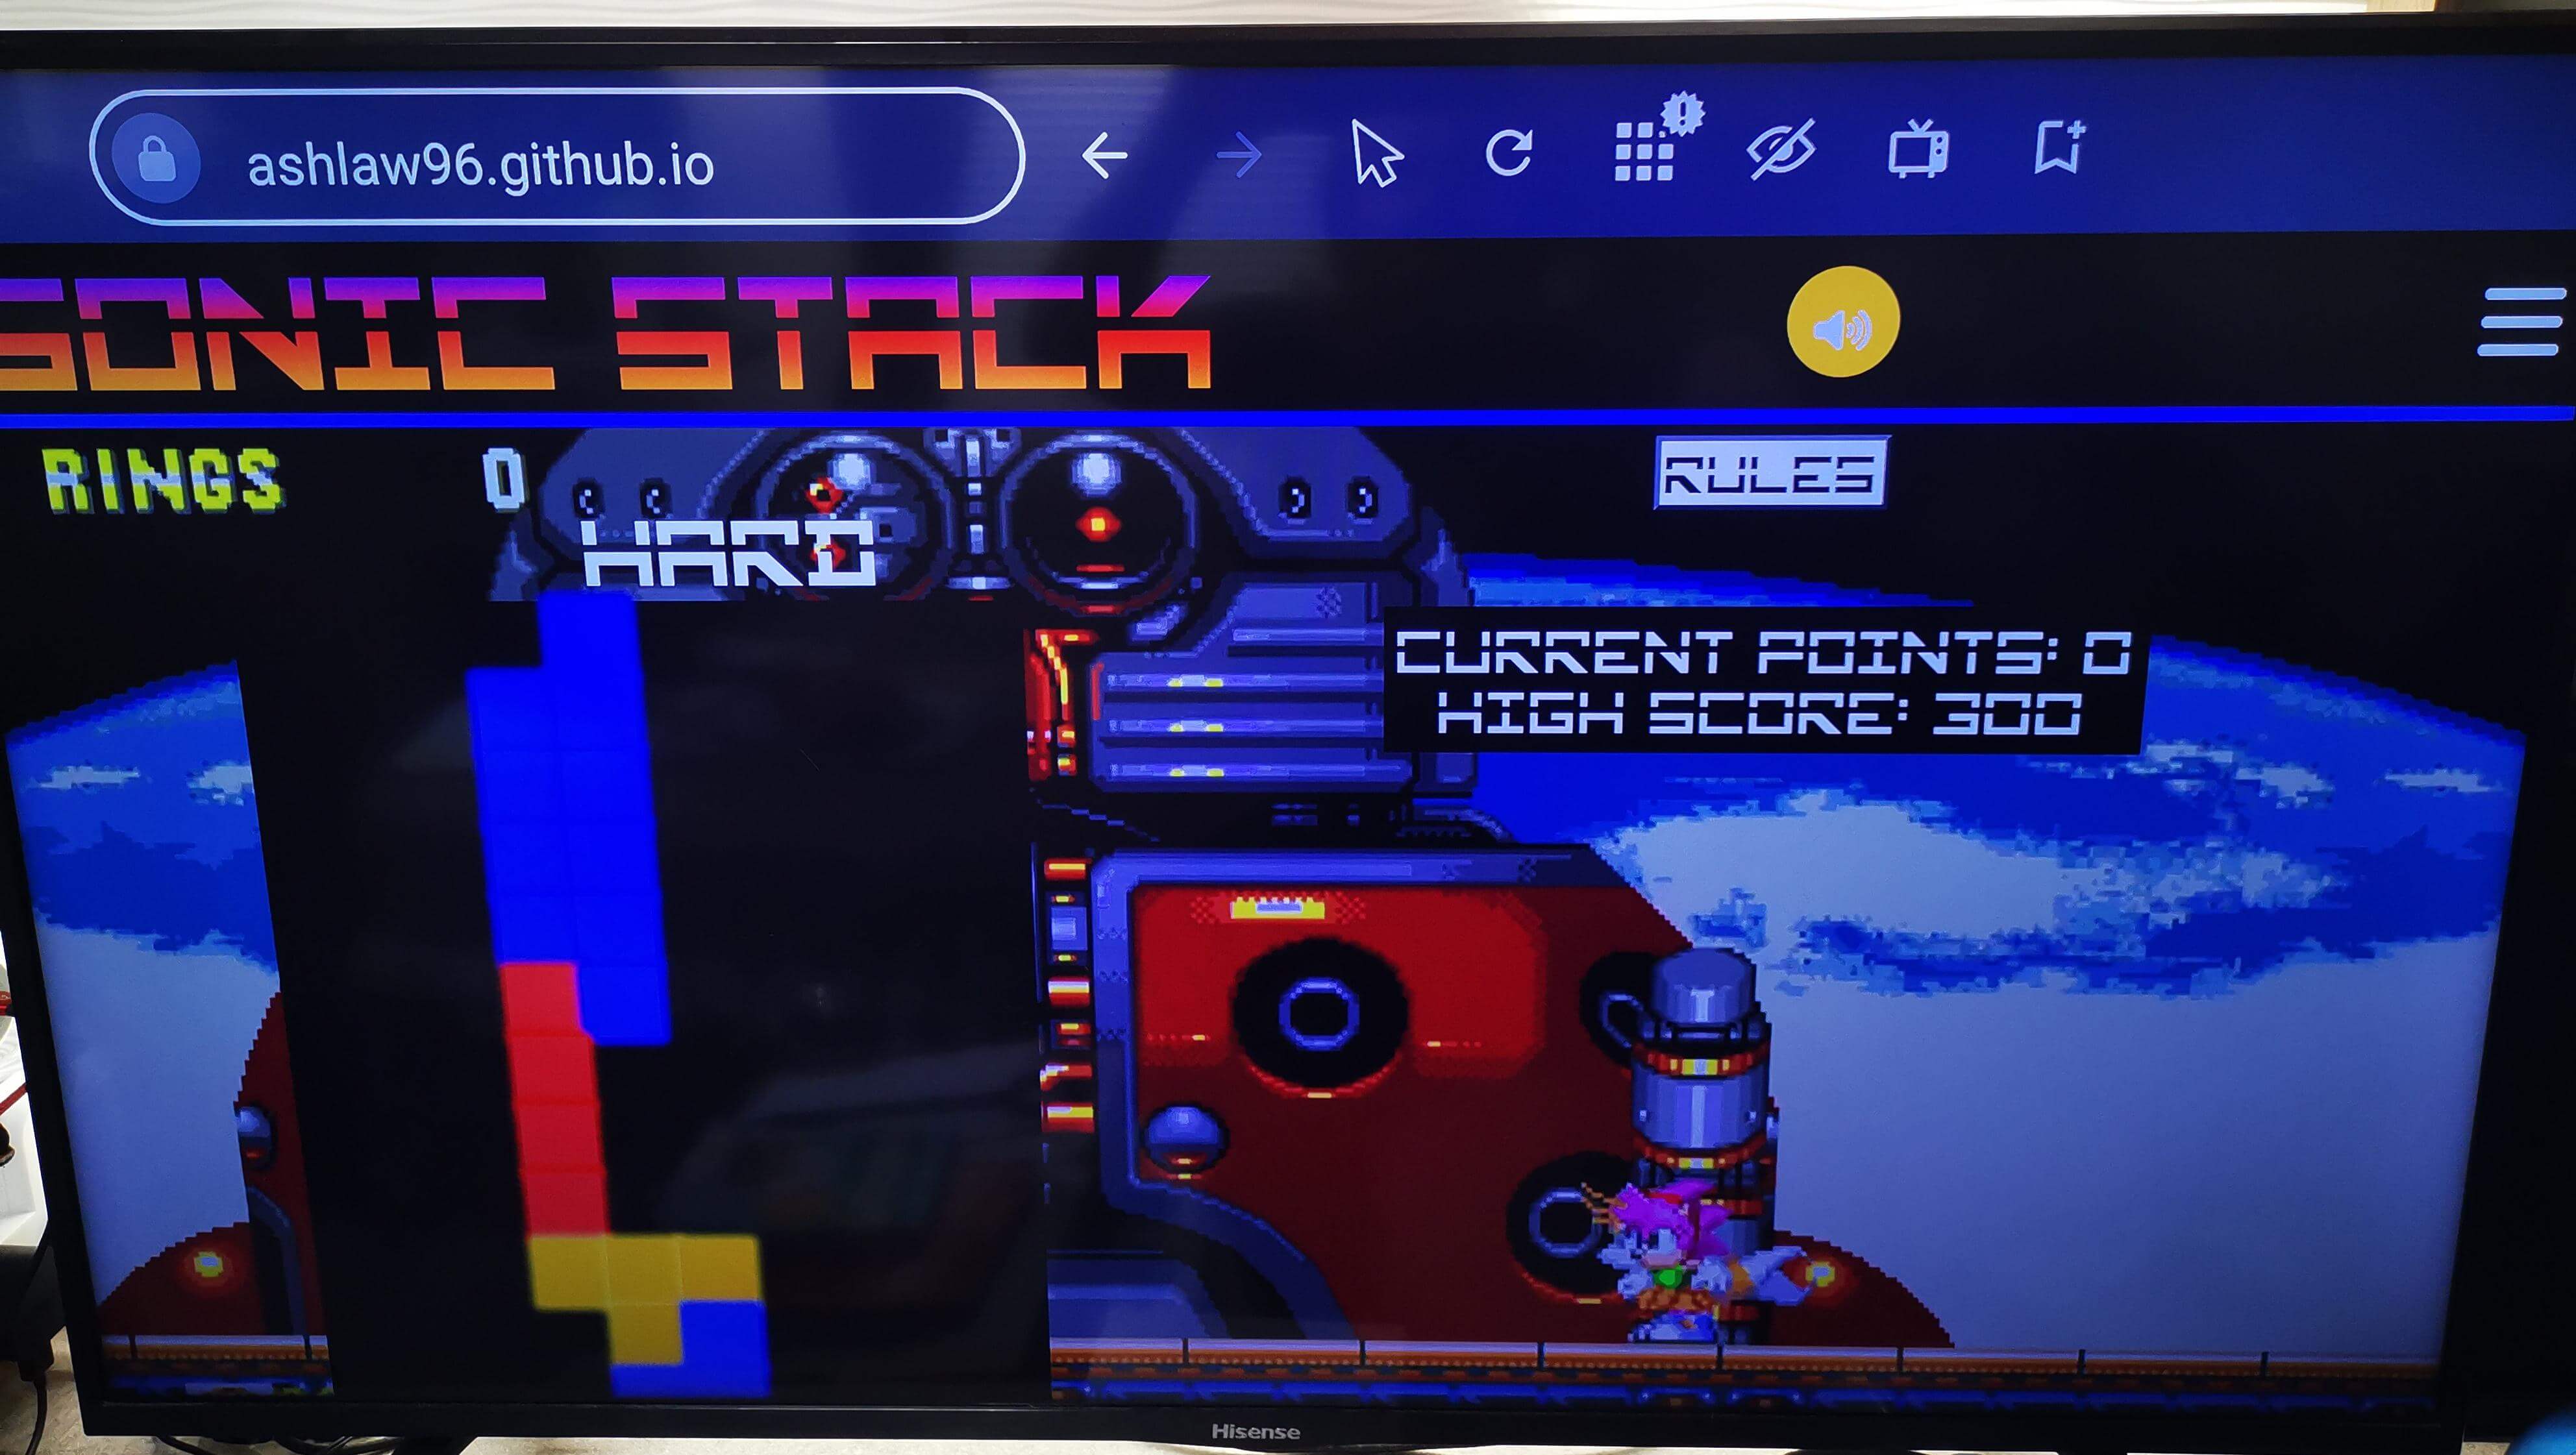 ashlaw96.github.io
SONIC STACK
RINGS 0
RULES
HARD
CURRENT POINTS: 0
HIGH SCORE: 300
Hisense